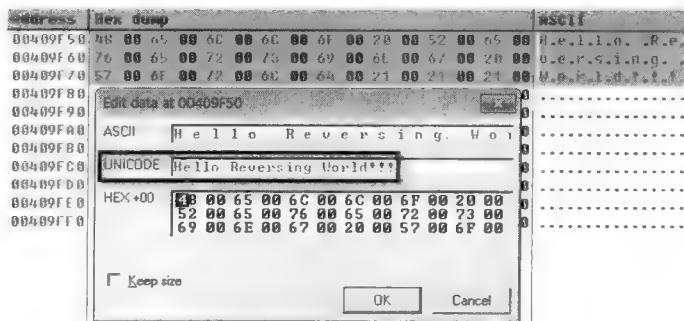 Address Hex dump ASCII
00409F50 48 00 65 00 6C 00 6C 00 6F 00 20 00 52 00 65 00 H.e.l.l.o. .R.e.
00409F60 76 00 65 00 72 00 73 00 69 00 6E 00 67 00 20 00 v.e.r.s.i.n.g. .
00409F70 57 00 6F 00 72 00 6C 00 64 00 21 00 21 00 21 00 W.o.r.l.d.!.!.!.
00409F80
00409F90
00409FA0
00409FB0
00409FC0
00409FD0
00409FE0
00409FF0
Edit data at 00409F50
ASCII H e l l o R e v e r s i n g . W o r
UNICODE Hello Reversing World!!!
HEX +00 48 00 65 00 6C 00 6C 00 6F 00 20 00
52 00 65 00 76 00 65 00 72 00 73 00
69 00 6E 00 67 00 20 00 57 00 6F 00
Keep size
OK Cancel